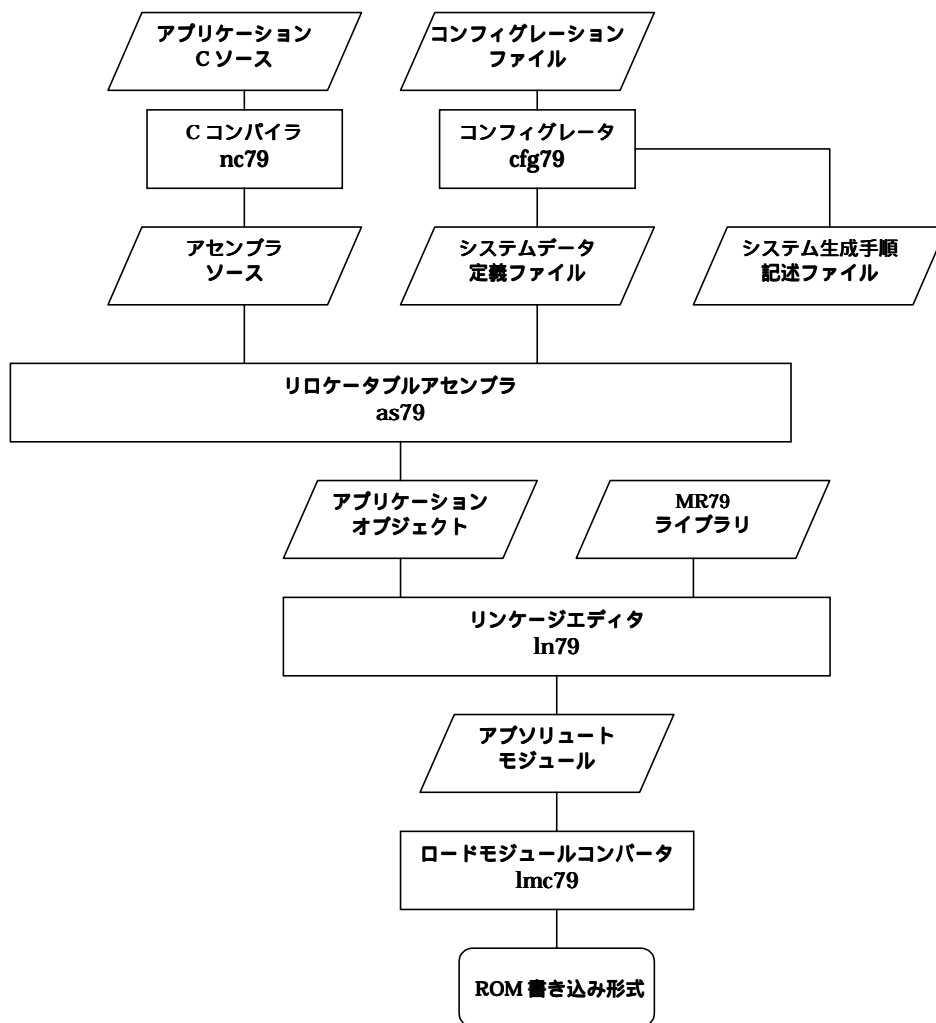 アプリケーション
C ソース
コンフィグレーション
ファイル
C コンパイラ
nc79
コンフィグレータ
cfg79
アセンブラ
ソース
システムデータ
定義ファイル
システム生成手順
記述ファイル
リロケータブルアセンブラ
as79
アプリケーション
オブジェクト
MR79
ライブラリ
リンケージエディタ
ln79
アブソリュート
モジュール
ロードモジュールコンバータ
lmc79
ROM 書き込み形式